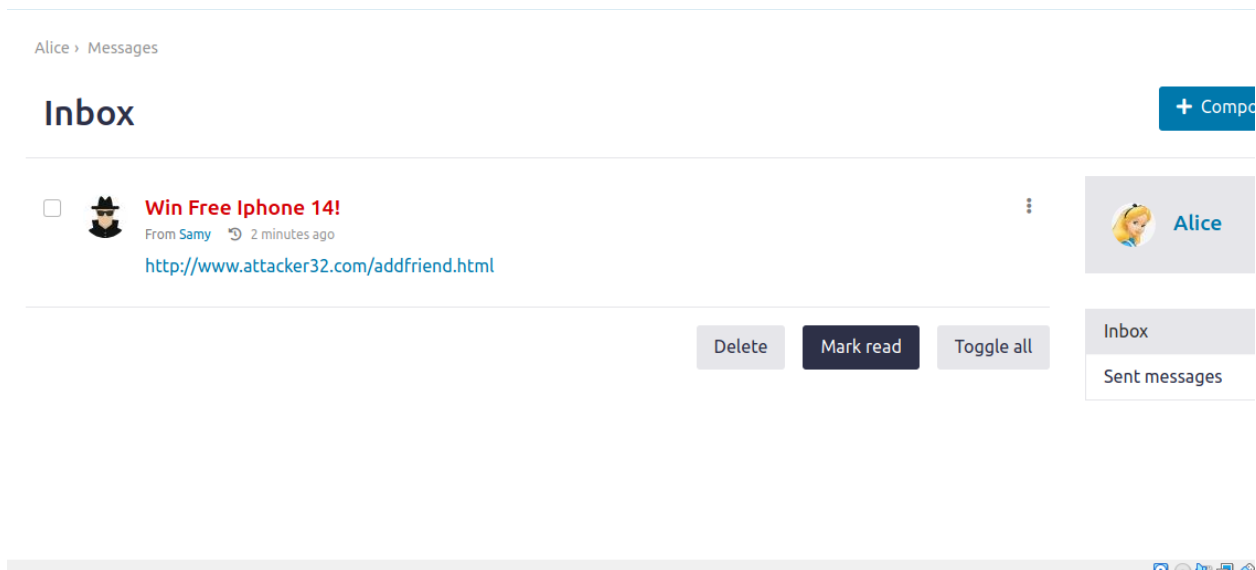 Alice › Messages
Inbox
+ Compo
Win Free Iphone 14!
From Samy 2 minutes ago
http://www.attacker32.com/addfriend.html
Alice
Delete Mark read Toggle all
Inbox
Sent messages